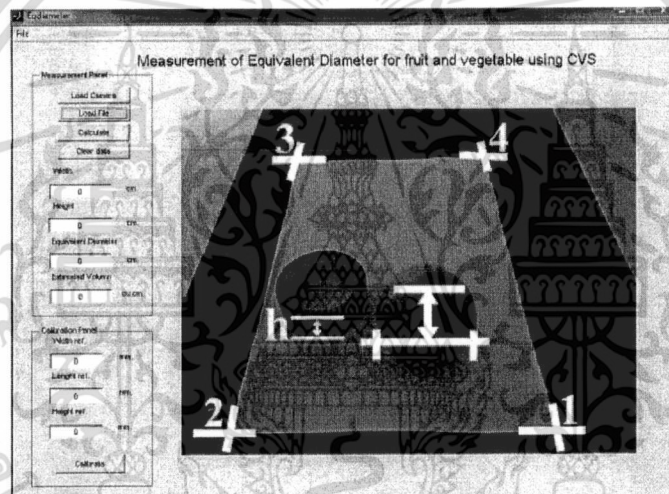 Eqdiameter
File
Measurement of Equivalent Diameter for fruit and vegetable using CVS
Measurement Panel
Load Camera
Load File
Calculate
Clear data
Width
0 cm.
Height
0 cm.
Equivalent Diameter
0 cm.
Estimated Volume
0 cu.cm.
Calibration Panel
Width ref.
0 mm.
Lenght ref.
0 mm.
Height ref.
0 mm.
Calibrate
3
4
h
2
1